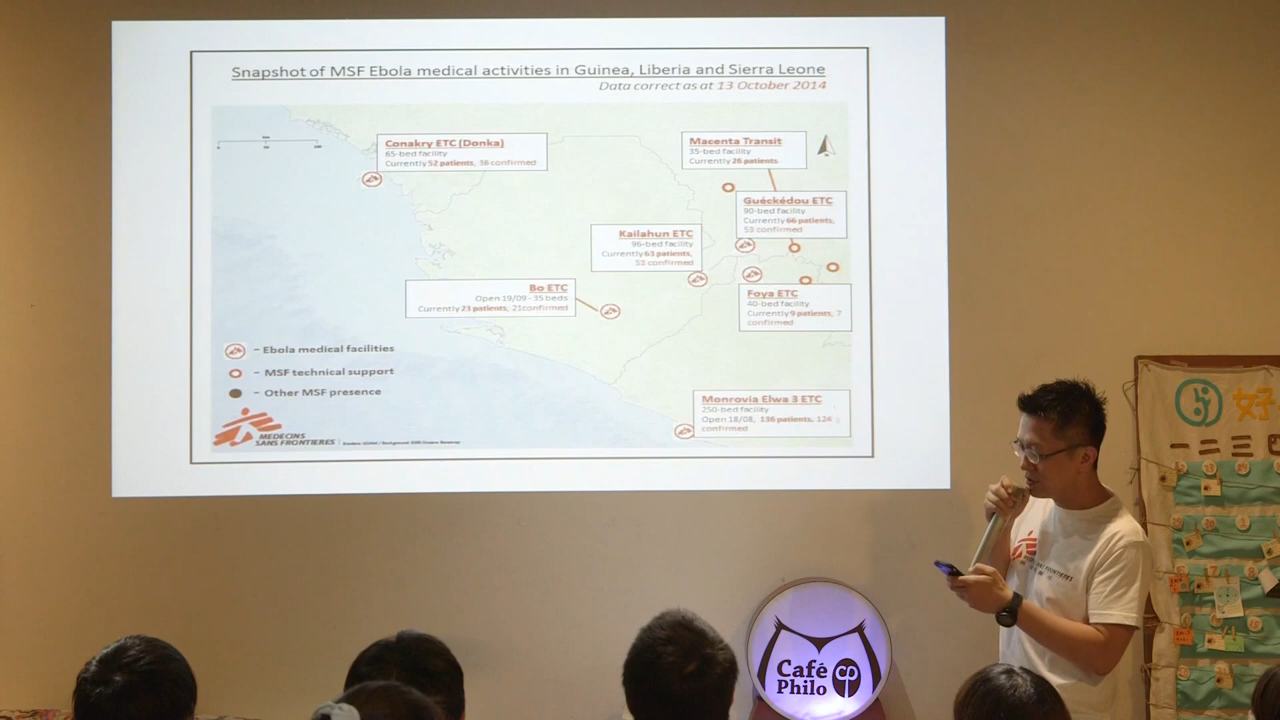 Snapshot of MSF Ebola medical activities in Guinea, Liberia and Sierra Leone
Data correct as at 13 October 2014
Conakry ETC (Donka)
65-bed facility
Currently 52 patients, 38 confirmed
Macenta Transit
35-bed facility
Currently 26 patients
Guéckédou ETC
90-bed facility
Currently 66 patients,
53 confirmed
Kailahun ETC
96-bed facility
Currently 63 patients,
53 confirmed
Bo ETC
Open 19/09 - 35 beds
Currently 23 patients, 21confirmed
Foya ETC
40-bed facility
Currently 9 patients, 7
confirmed
- Ebola medical facilities
- MSF technical support
- Other MSF presence
Monrovia Elwa 3 ETC
250-bed facility
Open 18/08, 136 patients, 124
confirmed
MEDECINS
SANS FRONTIERES
Café
Philo
好
一二三